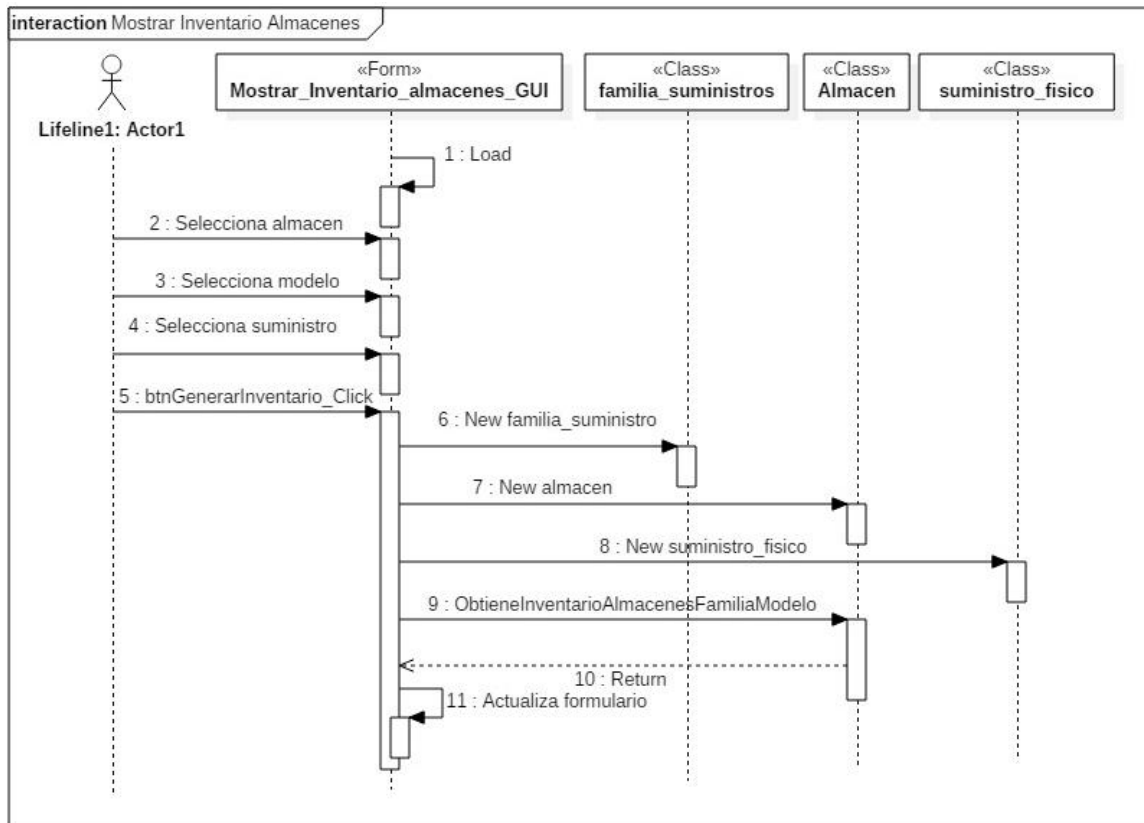 interaction Mostrar Inventario Almacenes
«Form»
Mostrar_Inventario_almacenes_GUI
«Class»
familia_suministros
«Class»
Almacen
«Class»
suministro_fisico
Lifeline1: Actor1
1 : Load
2 : Selecciona almacen
3 : Selecciona modelo
4 : Selecciona suministro
5 : btnGenerarInventario_Click
6 : New familia_suministro
7 : New almacen
8 : New suministro_fisico
9 : ObtieneInventarioAlmacenesFamiliaModelo
10 : Return
11 : Actualiza formulario